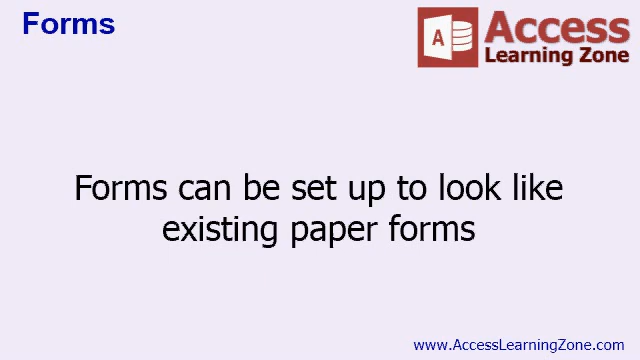 Forms
A
Access
Learning Zone
Forms can be set up to look like
existing paper forms
www.AccessLearningZone.com